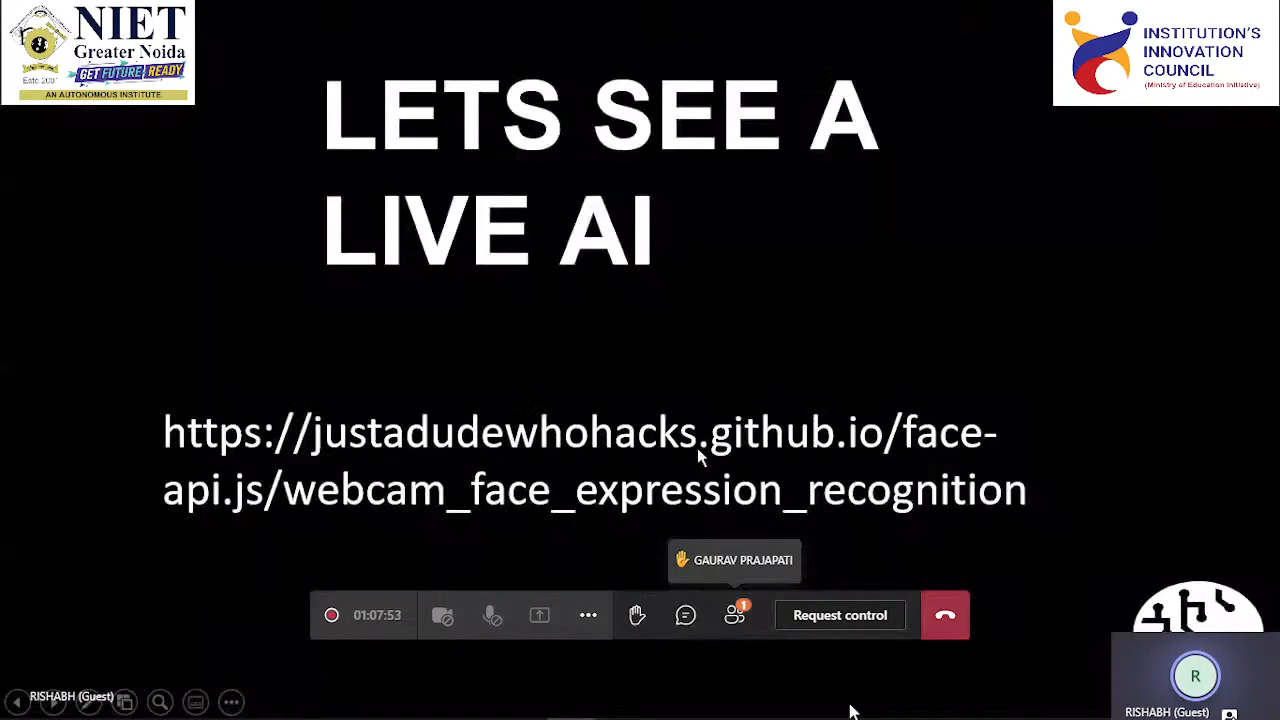 NIET
Greater Noida
GET FUTURE READY
AN AUTONOMOUS INSTITUTE.
INSTITUTION'S
INNOVATION
COUNCIL
(Ministry of Education Initiative)
LETS SEE A
LIVE AI
https://justadudewhohacks.github.io/face-
api.js/webcam_face_expression_recognition
GAURAV PRAJAPATI
01:07:53
1
Request control
R
RISHABH (Guest)
RISHABH (Guest)